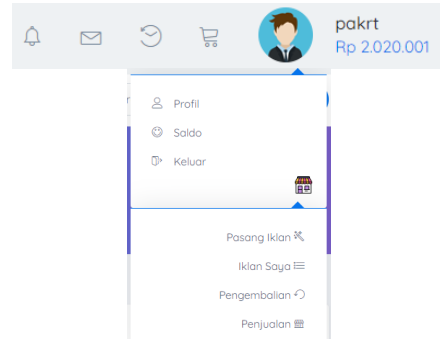 pakrt
Rp 2.020.001
Profil
Saldo
Keluar
Pasang Iklan
Iklan Saya
Pengembalian
Penjualan